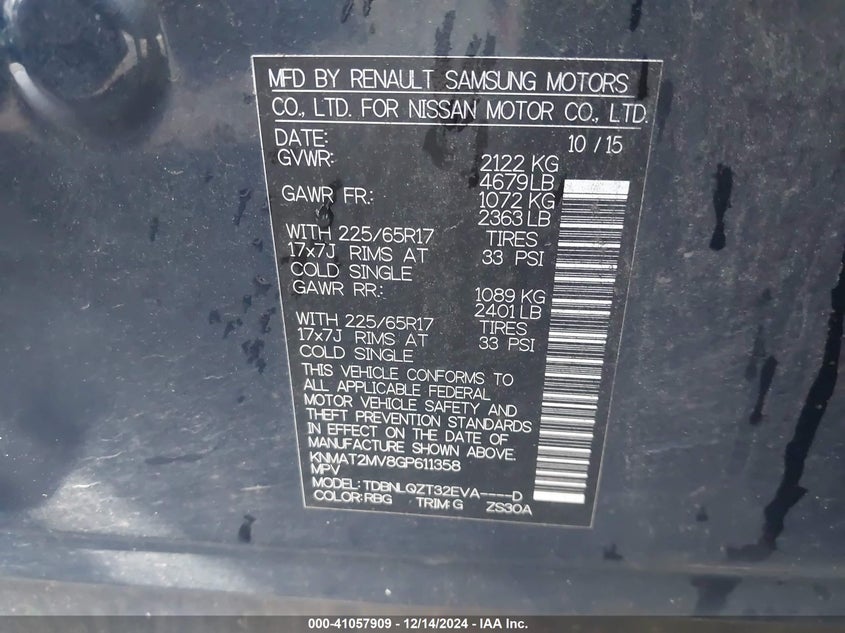 MFD BY RENAULT SAMSUNG MOTORS
CO., LTD. FOR NISSAN MOTOR CO., LTD.
DATE: 10 / 15
GVWR: 2122 KG
4679 LB
GAWR FR.: 1072 KG
2363 LB
WITH 225/65R17 TIRES
17x7J RIMS AT 33 PSI
COLD SINGLE
GAWR RR.: 1089 KG
2401 LB
WITH 225/65R17 TIRES
17x7J RIMS AT 33 PSI
COLD SINGLE
THIS VEHICLE CONFORMS TO
ALL APPLICABLE FEDERAL
MOTOR VEHICLE SAFETY AND
THEFT PREVENTION STANDARDS
IN EFFECT ON THE DATE OF
MANUFACTURE SHOWN ABOVE.
KNMAT2MV8GP611358
MPV
MODEL: TDBNLQZT32EVA----D
COLOR: RBG TRIM: G ZS30A
000-41057909 - 12/14/2024 - IAA Inc.